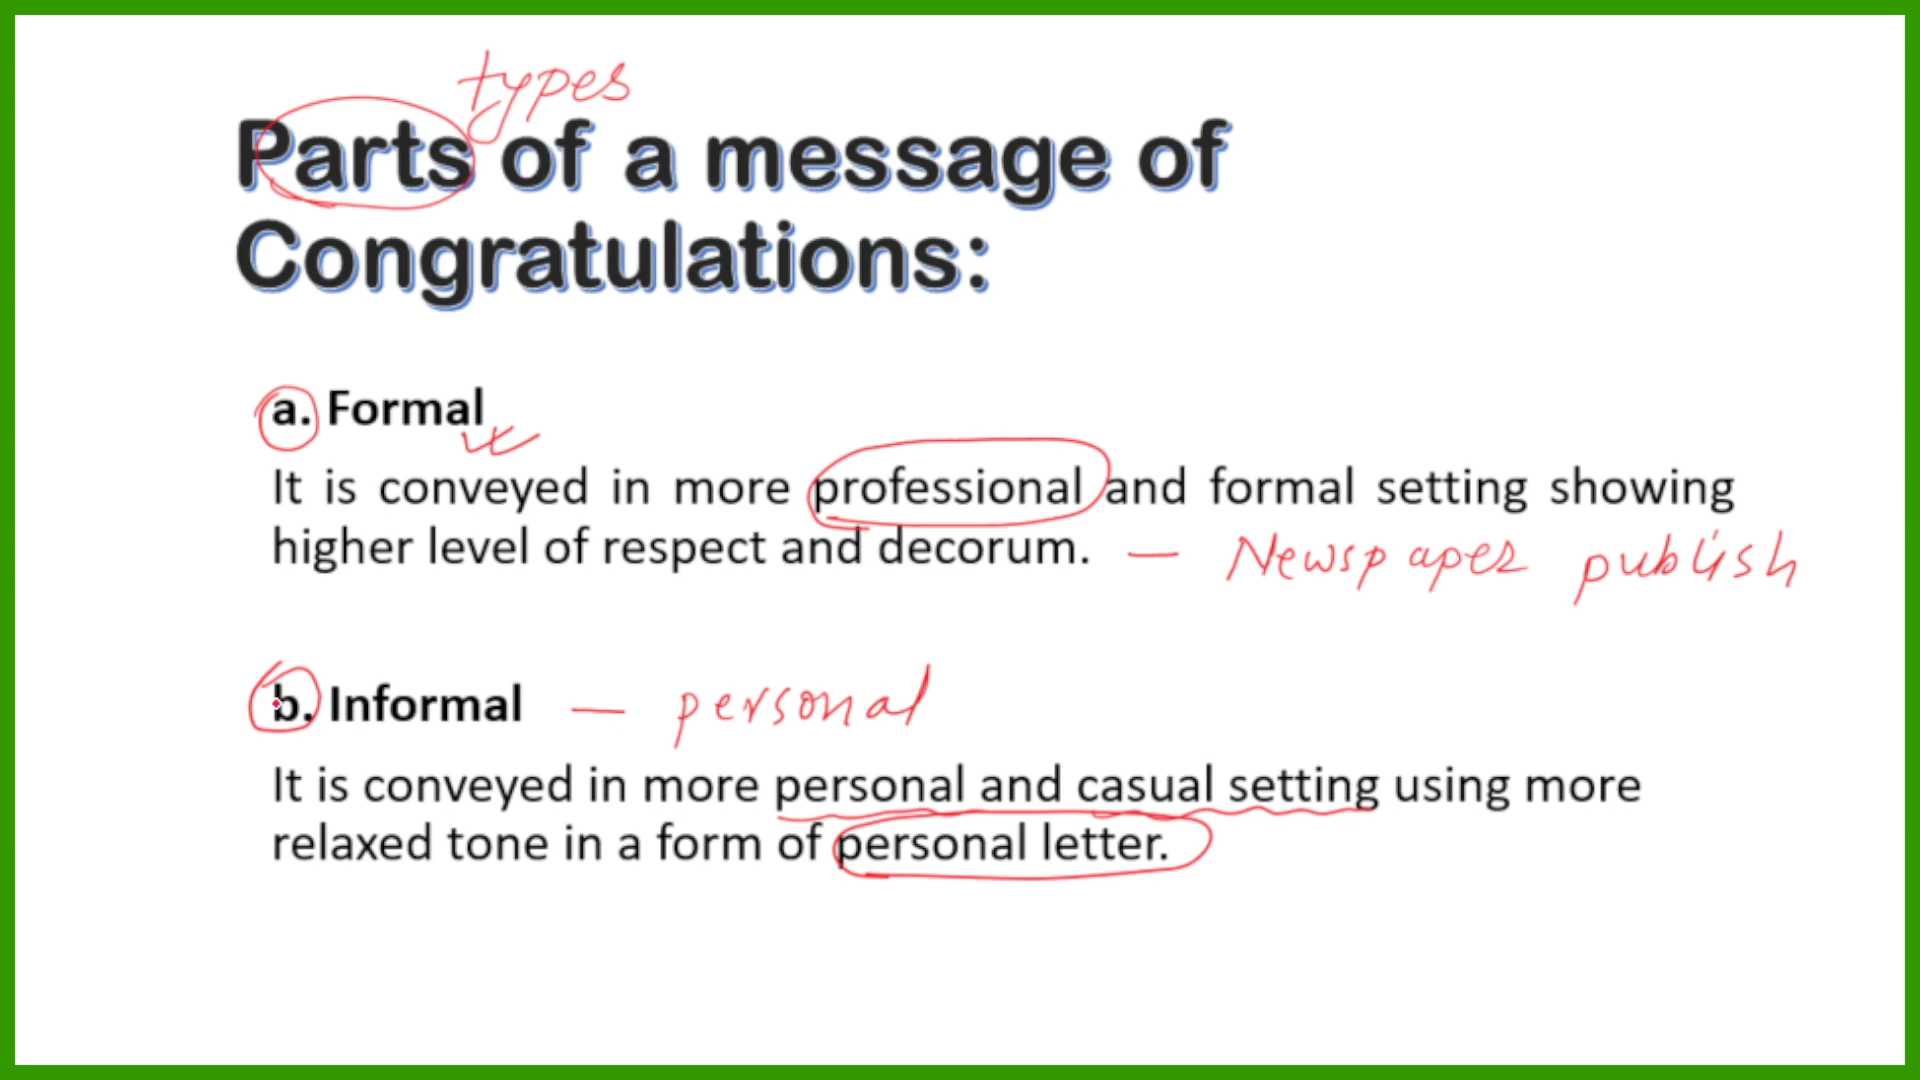 types
Parts of a message of
Congratulations:
a. Formal
It is conveyed in more professional and formal setting showing
higher level of respect and decorum. — Newspaper publish
b. Informal — personal
It is conveyed in more personal and casual setting using more
relaxed tone in a form of personal letter.